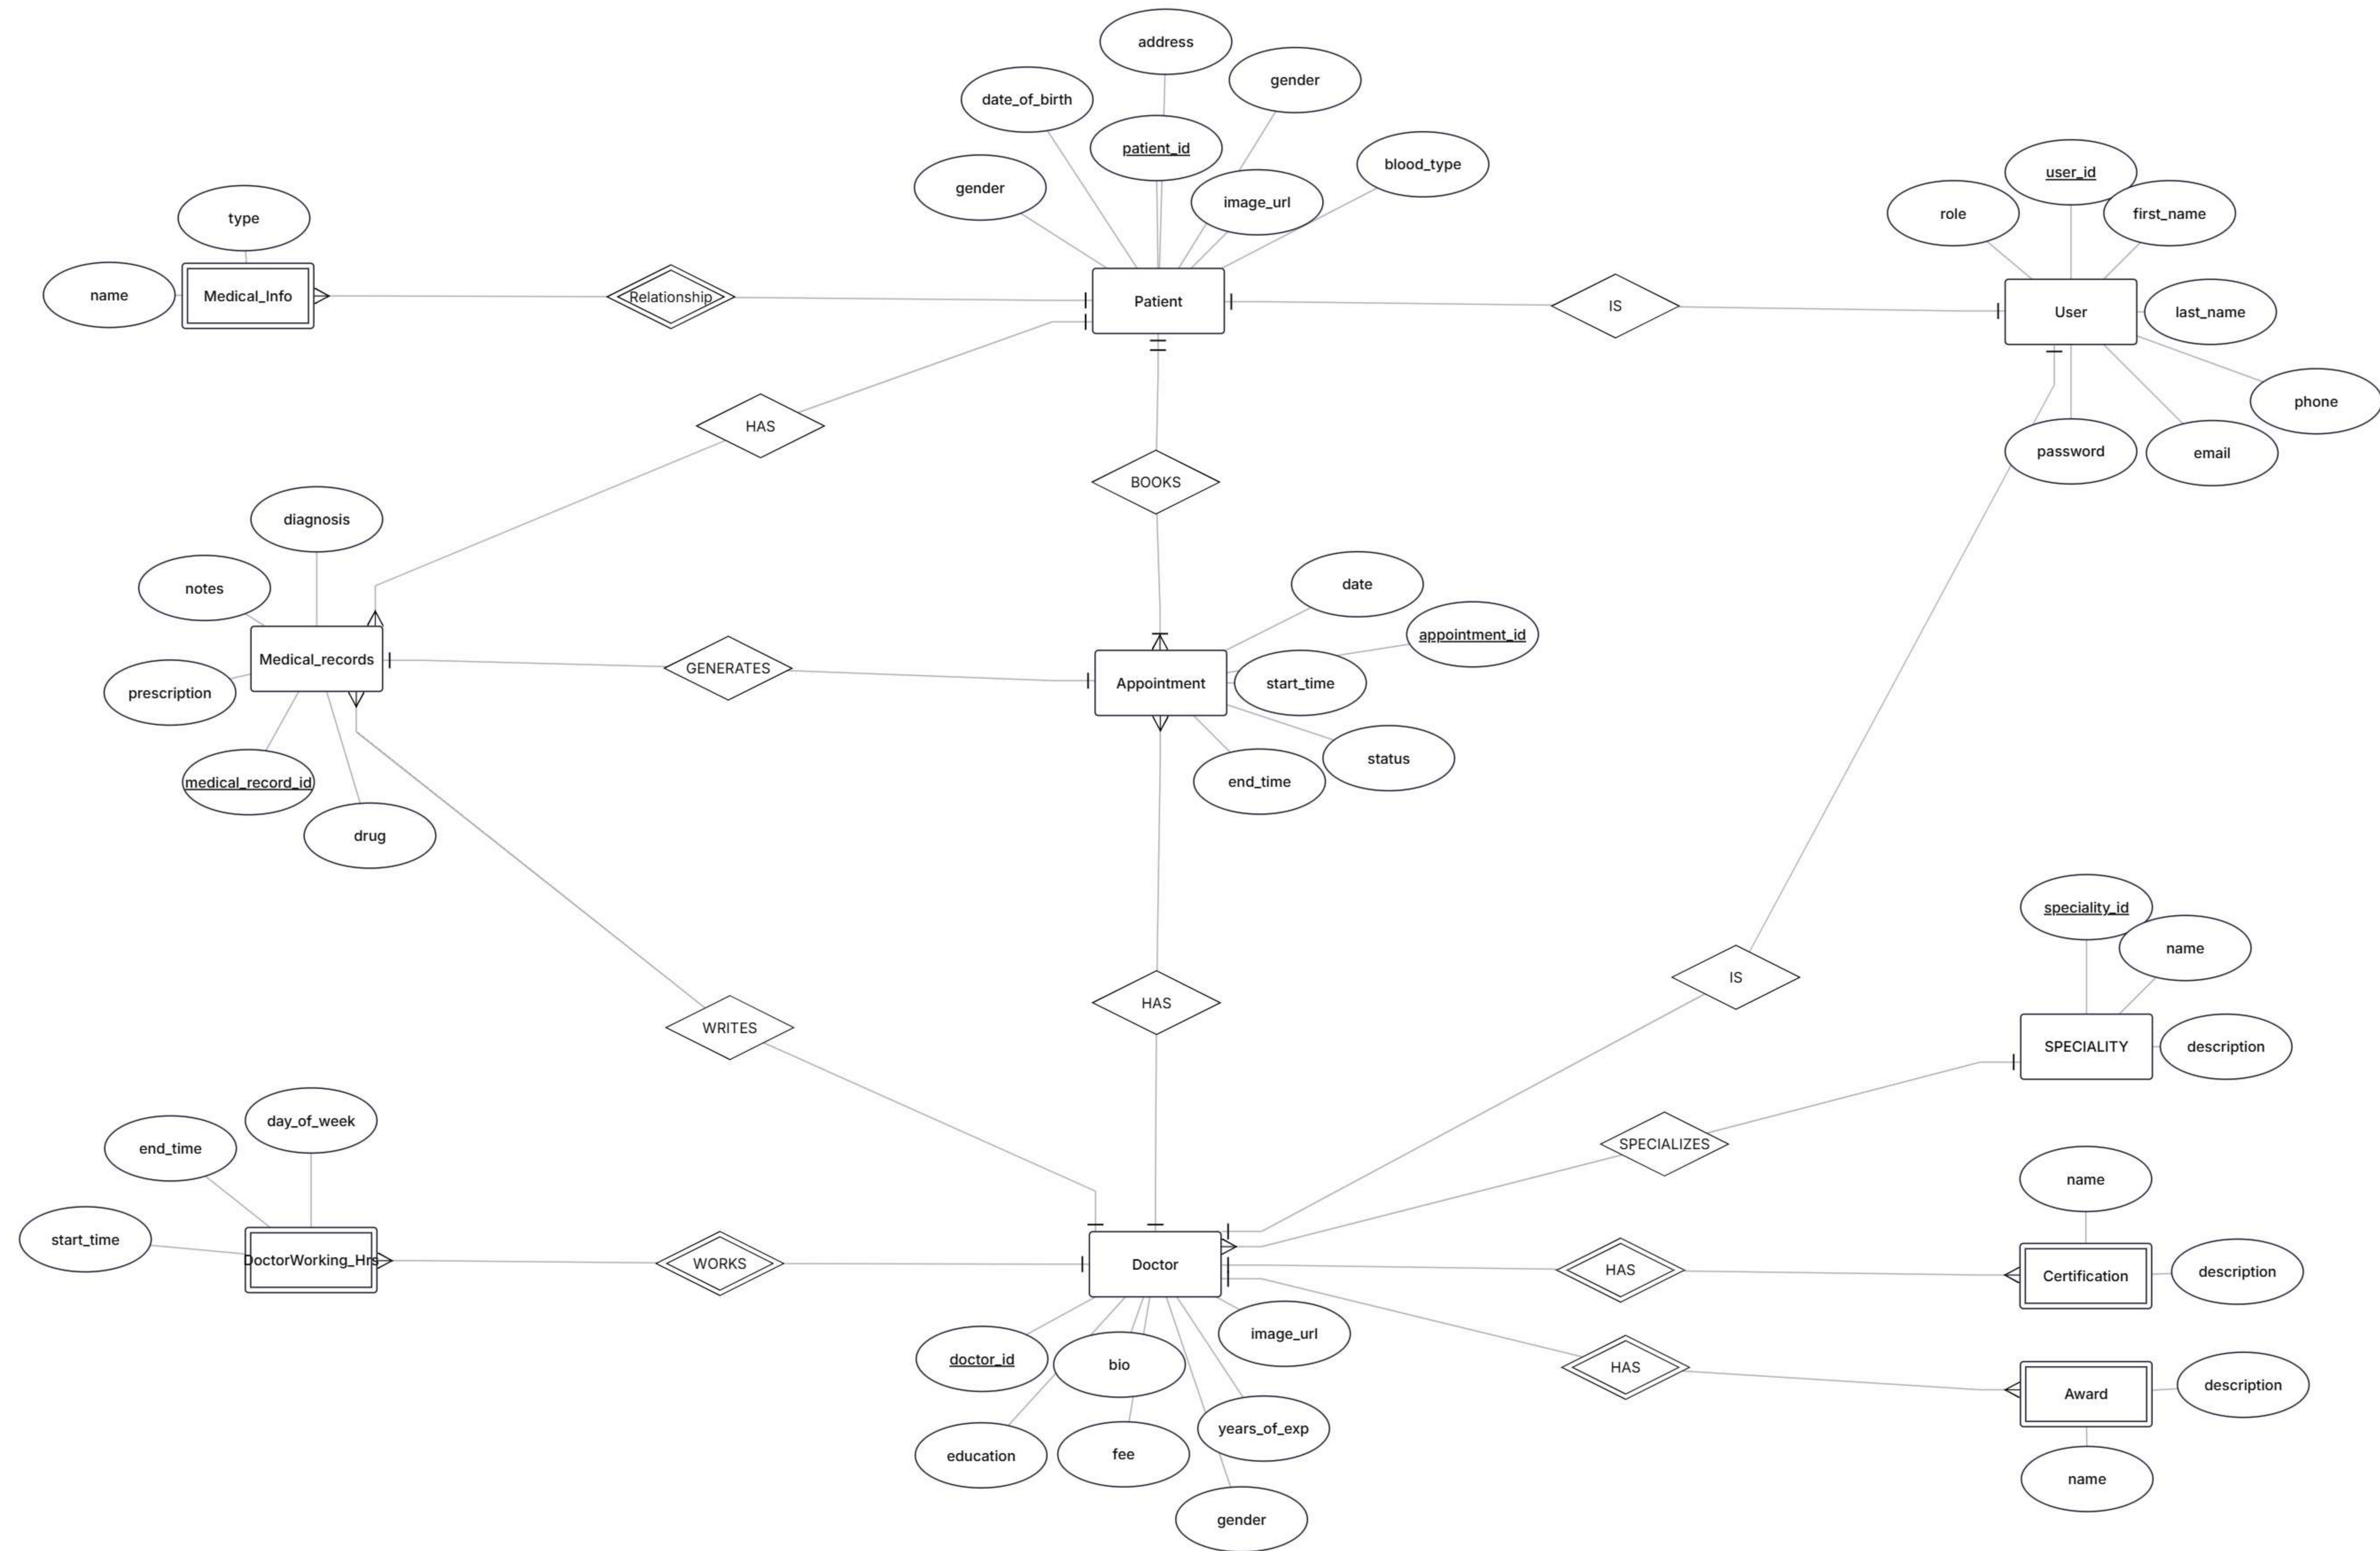 address
gender
date_of_birth
patient_id
blood_type
gender
image_url
user_id
role
first_name
type
name
Medical_Info
Relationship
Patient
IS
User
last_name
phone
HAS
password
email
BOOKS
diagnosis
notes
date
appointment_id
Medical_records
GENERATES
Appointment
start_time
prescription
status
medical_record_id
end_time
drug
speciality_id
name
IS
HAS
WRITES
SPECIALITY
description
day_of_week
end_time
SPECIALIZES
name
start_time
DoctorWorking_Hrs
WORKS
Doctor
HAS
Certification
description
image_url
doctor_id
bio
HAS
Award
description
years_of_exp
education
fee
name
gender